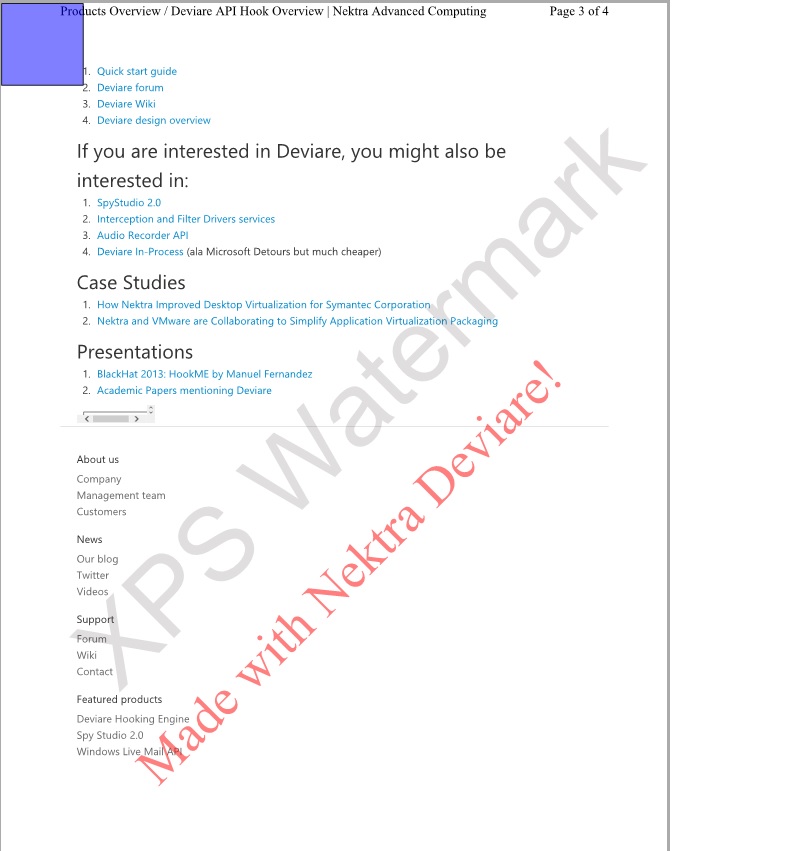 Products Overview / Deviare API Hook Overview | Nektra Advanced Computing Page 3 of 4
1. Quick start guide
2. Deviare forum
3. Deviare Wiki
4. Deviare design overview
If you are interested in Deviare, you might also be
interested in:
1. SpyStudio 2.0
2. Interception and Filter Drivers services
3. Audio Recorder API
4. Deviare In-Process (ala Microsoft Detours but much cheaper)
Case Studies
1. How Nektra Improved Desktop Virtualization for Symantec Corporation
2. Nektra and VMware are Collaborating to Simplify Application Virtualization Packaging
Presentations
1. BlackHat 2013: HookME by Manuel Fernandez
2. Academic Papers mentioning Deviare
About us
Company
Management team
Customers
News
Our blog
Twitter
Videos
Support
Forum
Wiki
Contact
Featured products
Deviare Hooking Engine
Spy Studio 2.0
Windows Live Mail API
XPS Watermark
Made with Nektra Deviare!